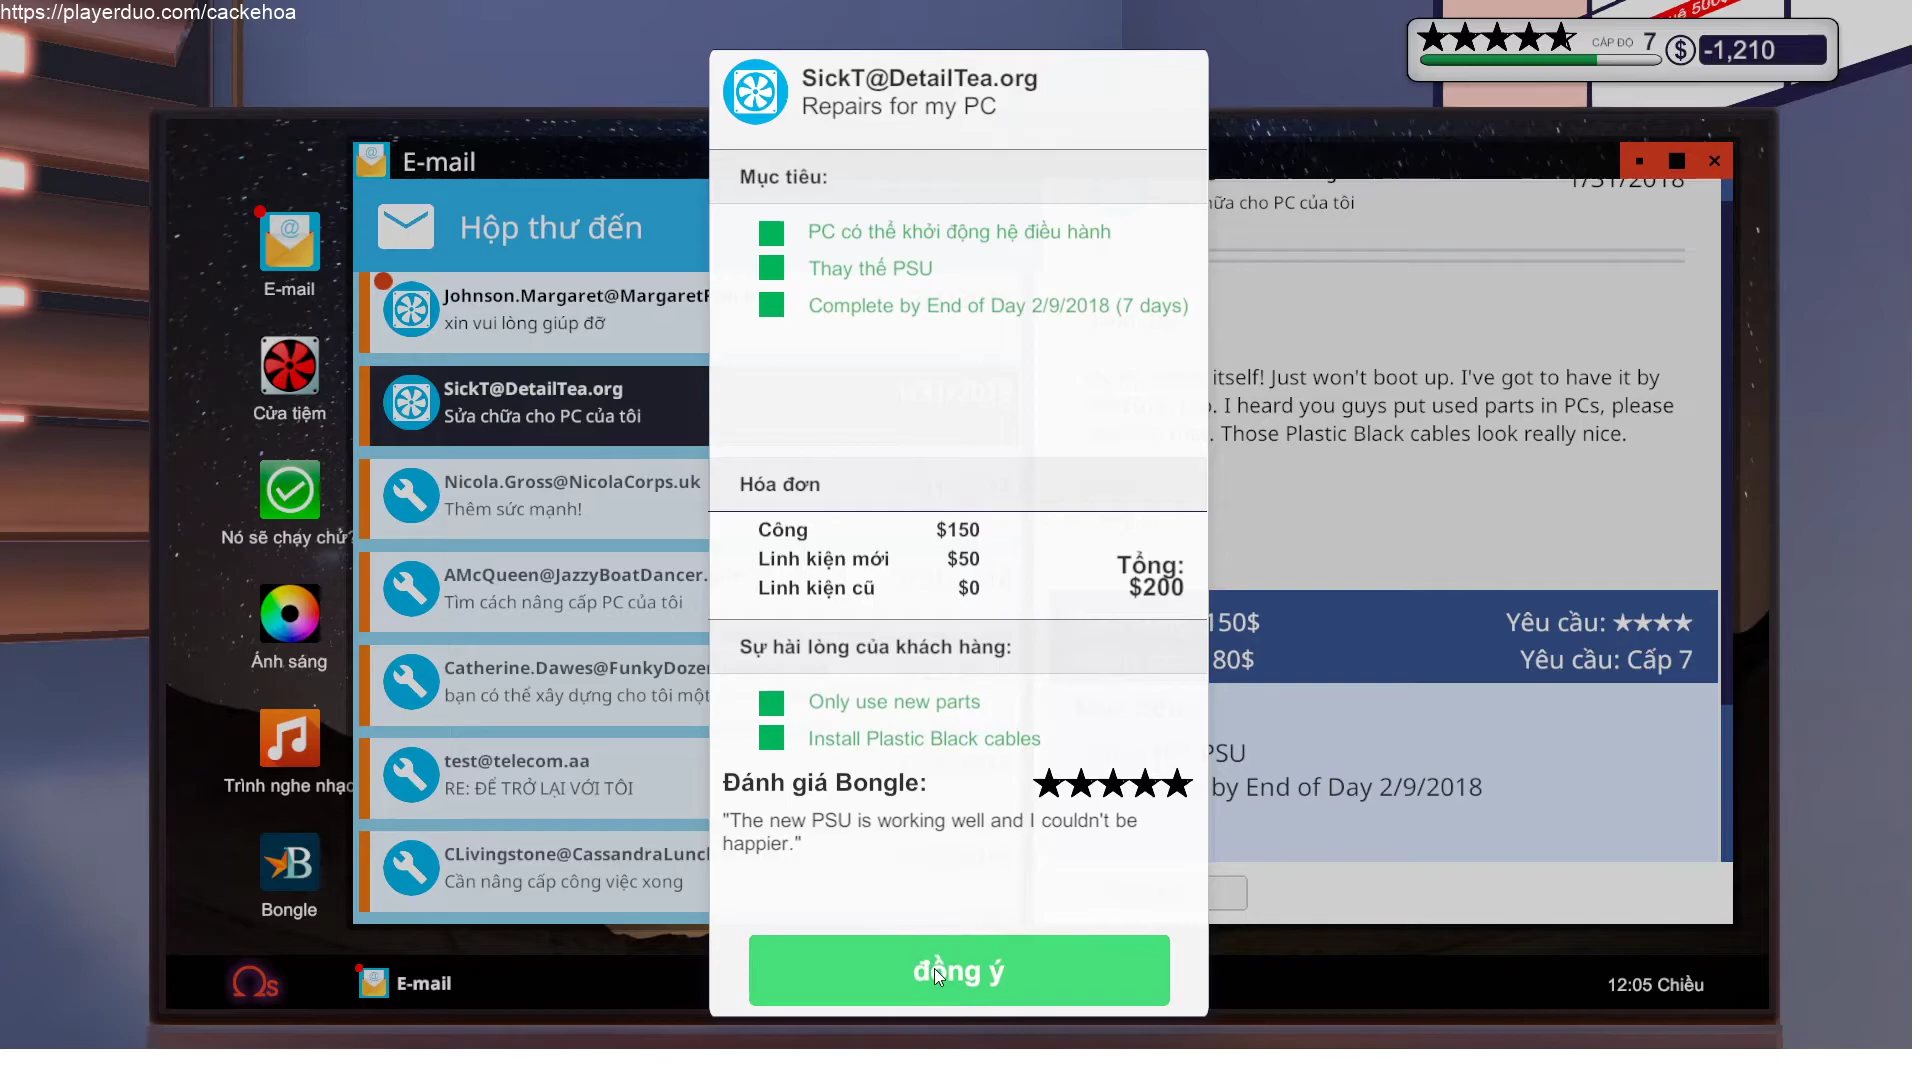 https://playerduo.com/cackehoa
CẤP ĐỘ 7
$ -1,210
SickT@DetailTea.org
Repairs for my PC
Mục tiêu:
PC có thể khởi động hệ điều hành
Thay thế PSU
Complete by End of Day 2/9/2018 (7 days)
Hóa đơn
Công $150
Linh kiện mới $50
Linh kiện cũ $0
Tổng:
$200
Sự hài lòng của khách hàng:
Only use new parts
Install Plastic Black cables
Đánh giá Bongle:
"The new PSU is working well and I couldn't be
happier."
đồng ý
E-mail
Hộp thư đến
Johnson.Margaret@Margaret
xin vui lòng giúp đỡ
SickT@DetailTea.org
Sửa chữa cho PC của tôi
Nicola.Gross@NicolaCorps.uk
Thêm sức mạnh!
AMcQueen@JazzyBoatDancer.
Tìm cách nâng cấp PC của tôi
Catherine.Dawes@FunkyDozer
bạn có thể xây dựng cho tôi một
test@telecom.aa
RE: ĐỂ TRỞ LẠI VỚI TÔI
CLivingstone@CassandraLunch
Cần nâng cấp công việc xong
1/31/2018
chữa cho PC của tôi
itself! Just won't boot up. I've got to have it by
. I heard you guys put used parts in PCs, please
. Those Plastic Black cables look really nice.
150$ Yêu cầu: ★★★★
80$ Yêu cầu: Cấp 7
PSU
by End of Day 2/9/2018
E-mail
Cửa tiệm
Nó sẽ chạy chứ?
Ánh sáng
Trình nghe nhạc
Bongle
E-mail
12:05 Chiều